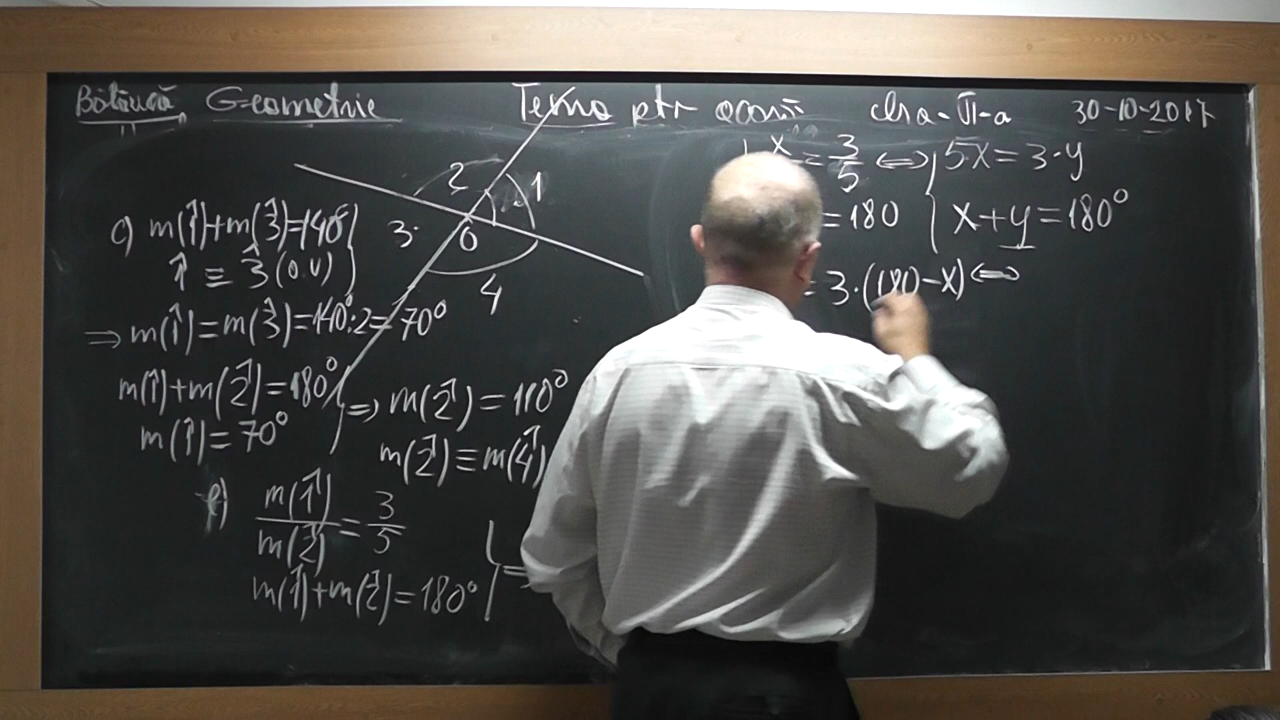 Geometrie Tema ptr acasă clasa a VI-a 30-10-2017
2 1 3 0 4
c) m(1̂)+m(3̂)=140°
1̂ ≡ 3̂ (O.V)
⇒ m(1̂)=m(3̂)=140°:2=70°
m(1̂)+m(2̂)=180°
m(1̂)=70°
⇒ m(2̂)=110°
m(2̂)≡m(4̂)
m(1̂)/m(2̂)=3/5
m(1̂)+m(2̂)=180°
x = 3/5 ⇔ 5x=3·y
=180 x+y=180°
= 3·(180-x) ⇔